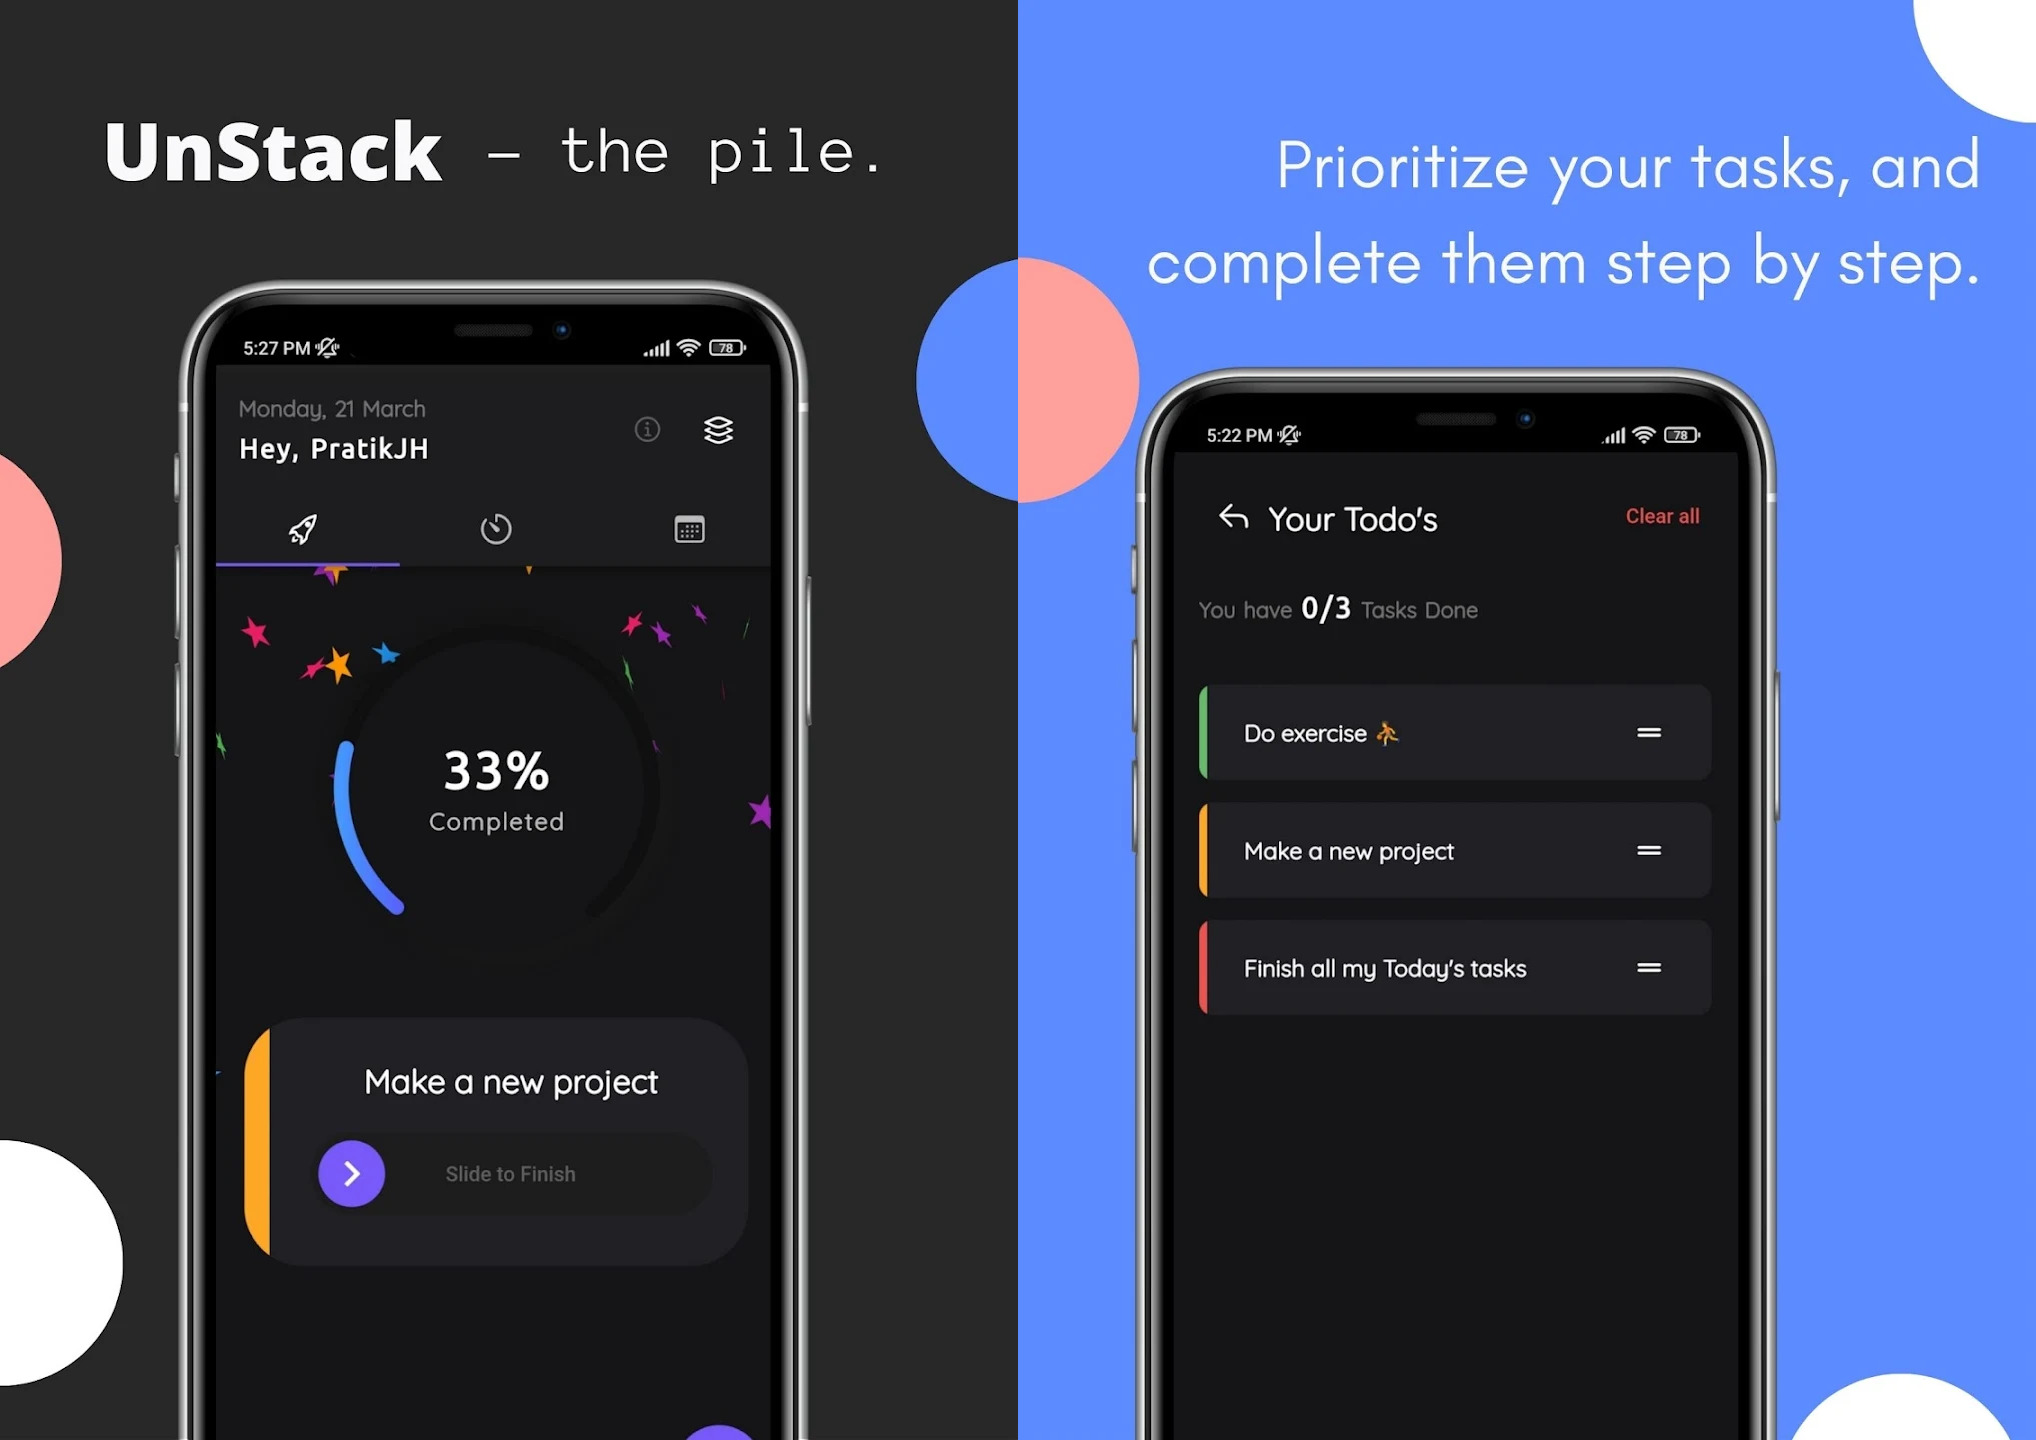 UnStack – the pile.
5:27 PM
78
Monday, 21 March
Hey, PratikJH
33%
Completed
Make a new project
Slide to Finish
Prioritize your tasks, and
complete them step by step.
5:22 PM
78
Your Todo's
Clear all
You have 0/3 Tasks Done
Do exercise
Make a new project
Finish all my Today's tasks